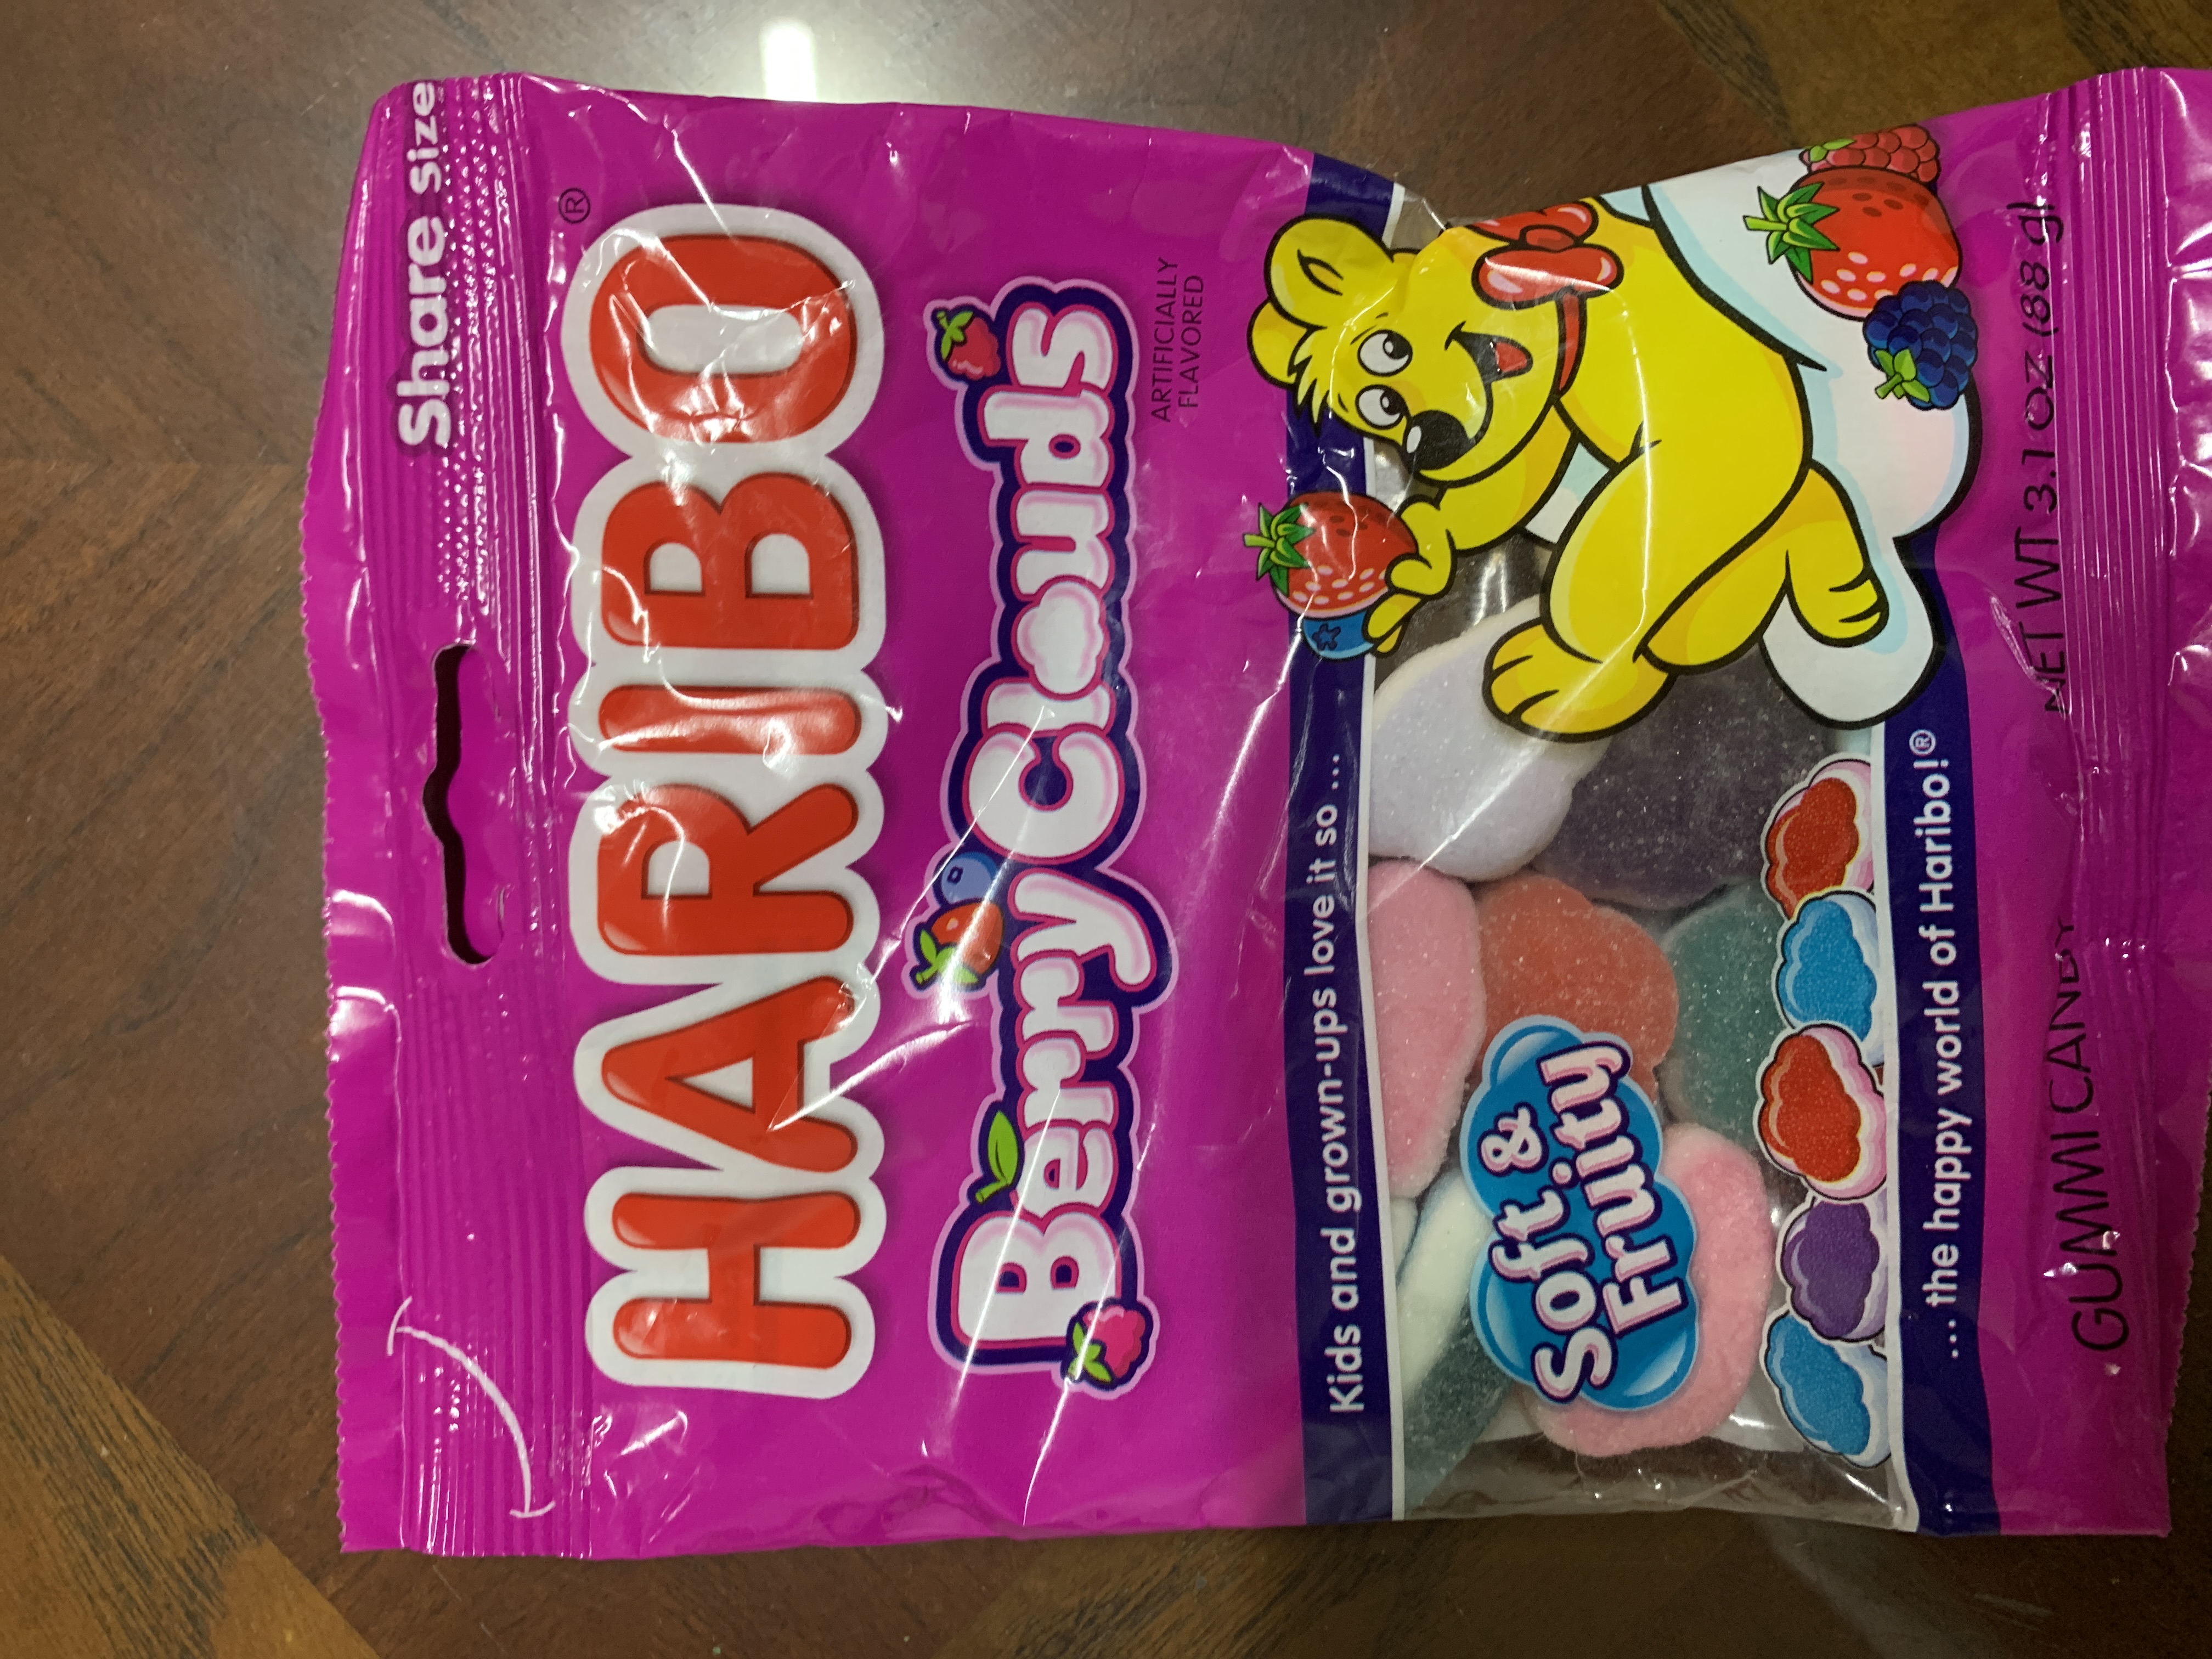 Share Size
HARIBO®
Berry Clouds
ARTIFICIALLY
FLAVORED
Kids and grown-ups love it so ...
Soft &
Fruity
... the happy world of Haribo!®
GUMMI CANDY NET WT 3.1 OZ (88 g)